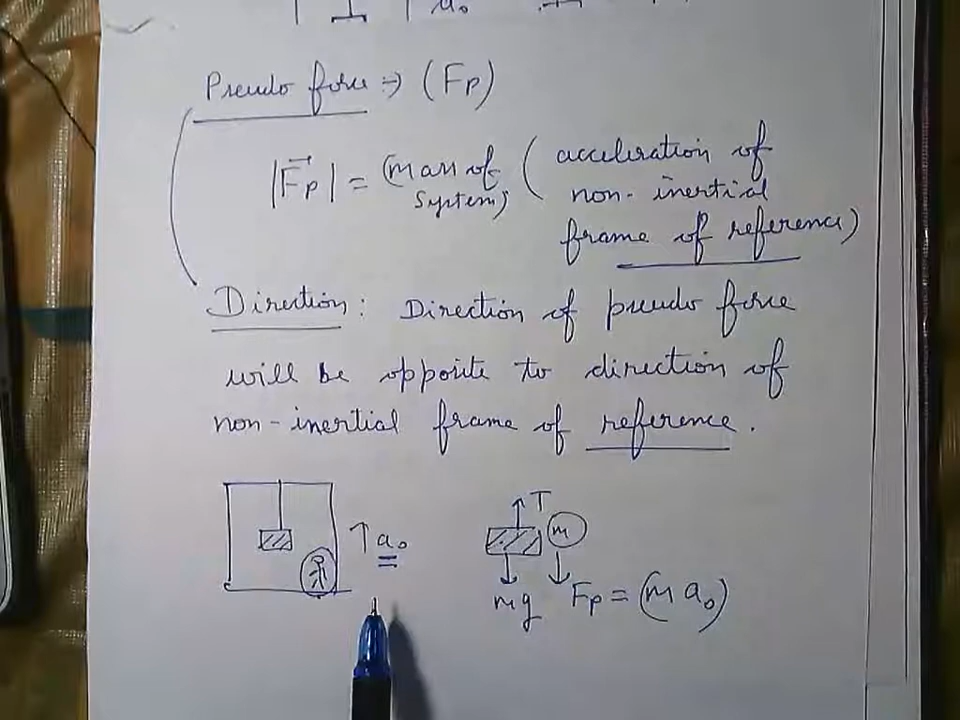 a₀
Pseudo force ⇒ (Fp)
|F⃗p| = (mass of system) (acceleration of non-inertial frame of reference)
Direction: Direction of pseudo force
will be opposite to direction of
non-inertial frame of reference.
↑ a₀
T
m
mg Fp = (m a₀)